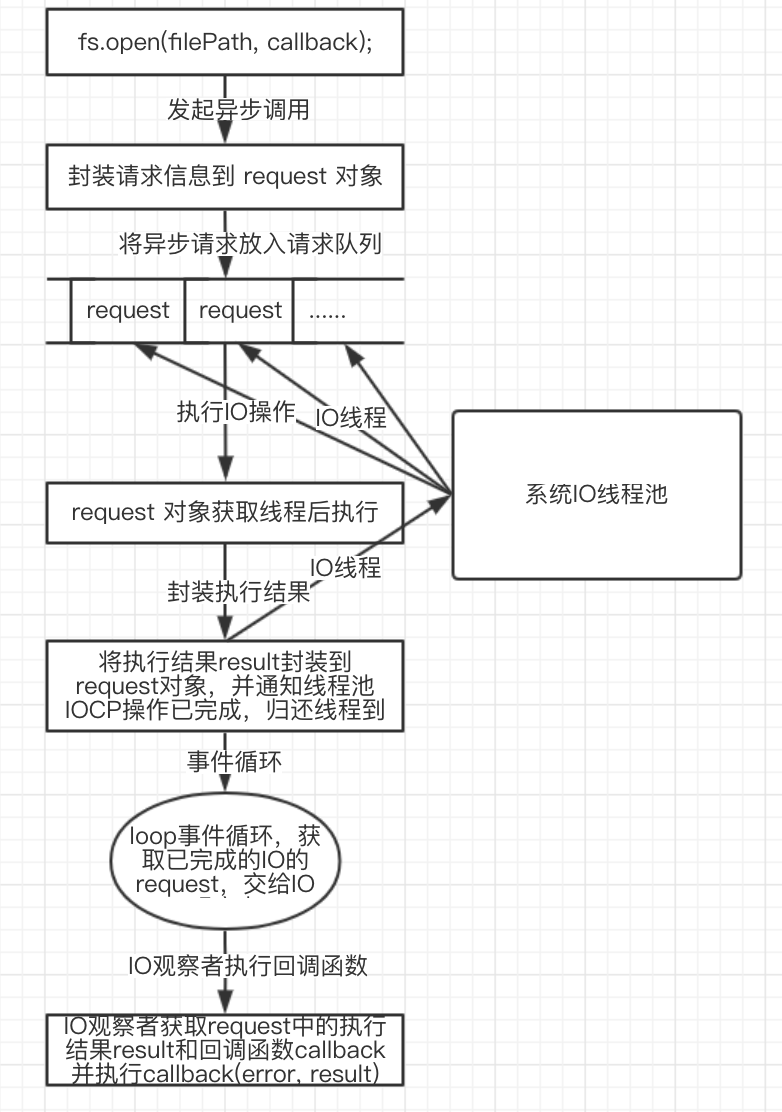 fs.open(filePath, callback);
发起异步调用
封装请求信息到 request 对象
将异步请求放入请求队列
request
request
......
执行IO操作
IO线程
系统IO线程池
request 对象获取线程后执行
IO线程
封装执行结果
将执行结果result封装到
request对象，并通知线程池
IOCP操作已完成，归还线程到
事件循环
loop事件循环，获
取已完成的IO的
request，交给IO
IO观察者执行回调函数
IO观察者获取request中的执行
结果result和回调函数callback
并执行callback(error, result)